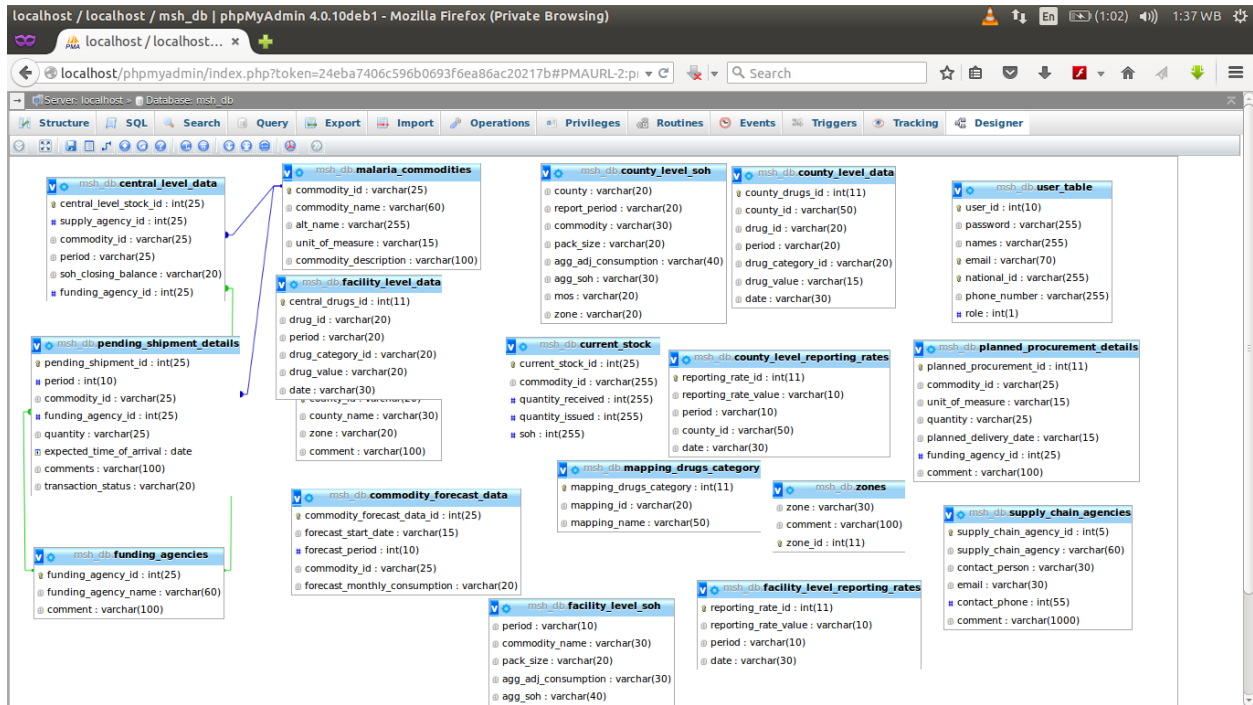 localhost / localhost / msh_db | phpMyAdmin 4.0.10deb1 - Mozilla Firefox (Private Browsing)
En (1:02) 1:37 WB
localhost / localhost...
localhost/phpmyadmin/index.php?token=24eba7406c596b0693f6ea86ac20217b#PMAURL-2:p
Search
Server: localhost » Database: msh_db
Structure SQL Search Query Export Import Operations Privileges Routines Events Triggers Tracking Designer
msh_db.central_level_data
central_level_stock_id : int(25)
supply_agency_id : int(25)
commodity_id : varchar(25)
period : varchar(25)
soh_closing_balance : varchar(20)
funding_agency_id : int(25)
msh_db.malaria_commodities
commodity_id : varchar(25)
commodity_name : varchar(60)
alt_name : varchar(255)
unit_of_measure : varchar(15)
commodity_description : varchar(100)
msh_db.county_level_soh
county : varchar(20)
report_period : varchar(20)
commodity : varchar(30)
pack_size : varchar(20)
agg_adj_consumption : varchar(40)
agg_soh : varchar(30)
mos : varchar(20)
zone : varchar(20)
msh_db.county_level_data
county_drugs_id : int(11)
county_id : varchar(50)
drug_id : varchar(20)
period : varchar(20)
drug_category_id : varchar(20)
drug_value : varchar(15)
date : varchar(30)
msh_db.user_table
user_id : int(10)
password : varchar(255)
names : varchar(255)
email : varchar(70)
national_id : varchar(255)
phone_number : varchar(255)
role : int(1)
msh_db.facility_level_data
central_drugs_id : int(11)
drug_id : varchar(20)
period : varchar(20)
drug_category_id : varchar(20)
drug_value : varchar(20)
date : varchar(30)
county_name : varchar(30)
zone : varchar(20)
comment : varchar(100)
msh_db.pending_shipment_details
pending_shipment_id : int(25)
period : int(10)
commodity_id : varchar(25)
funding_agency_id : int(25)
quantity : varchar(25)
expected_time_of_arrival : date
comments : varchar(100)
transaction_status : varchar(20)
msh_db.current_stock
current_stock_id : int(25)
commodity_id : varchar(255)
quantity_received : int(255)
quantity_issued : int(255)
soh : int(255)
msh_db.county_level_reporting_rates
reporting_rate_id : int(11)
reporting_rate_value : varchar(10)
period : varchar(10)
county_id : varchar(50)
date : varchar(30)
msh_db.planned_procurement_details
planned_procurement_id : int(11)
commodity_id : varchar(25)
unit_of_measure : varchar(15)
quantity : varchar(25)
planned_delivery_date : varchar(15)
funding_agency_id : int(25)
comment : varchar(100)
msh_db.mapping_drugs_category
mapping_drugs_category : int(11)
mapping_id : varchar(20)
mapping_name : varchar(50)
msh_db.zones
zone : varchar(30)
comment : varchar(100)
zone_id : int(11)
msh_db.commodity_forecast_data
commodity_forecast_data_id : int(25)
forecast_start_date : varchar(15)
forecast_period : int(10)
commodity_id : varchar(25)
forecast_monthly_consumption : varchar(20)
msh_db.supply_chain_agencies
supply_chain_agency_id : int(5)
supply_chain_agency : varchar(60)
contact_person : varchar(30)
email : varchar(30)
contact_phone : int(55)
comment : varchar(1000)
msh_db.funding_agencies
funding_agency_id : int(25)
funding_agency_name : varchar(60)
comment : varchar(100)
msh_db.facility_level_reporting_rates
reporting_rate_id : int(11)
reporting_rate_value : varchar(10)
period : varchar(10)
date : varchar(30)
msh_db.facility_level_soh
period : varchar(10)
commodity_name : varchar(30)
pack_size : varchar(20)
agg_adj_consumption : varchar(30)
agg_soh : varchar(40)